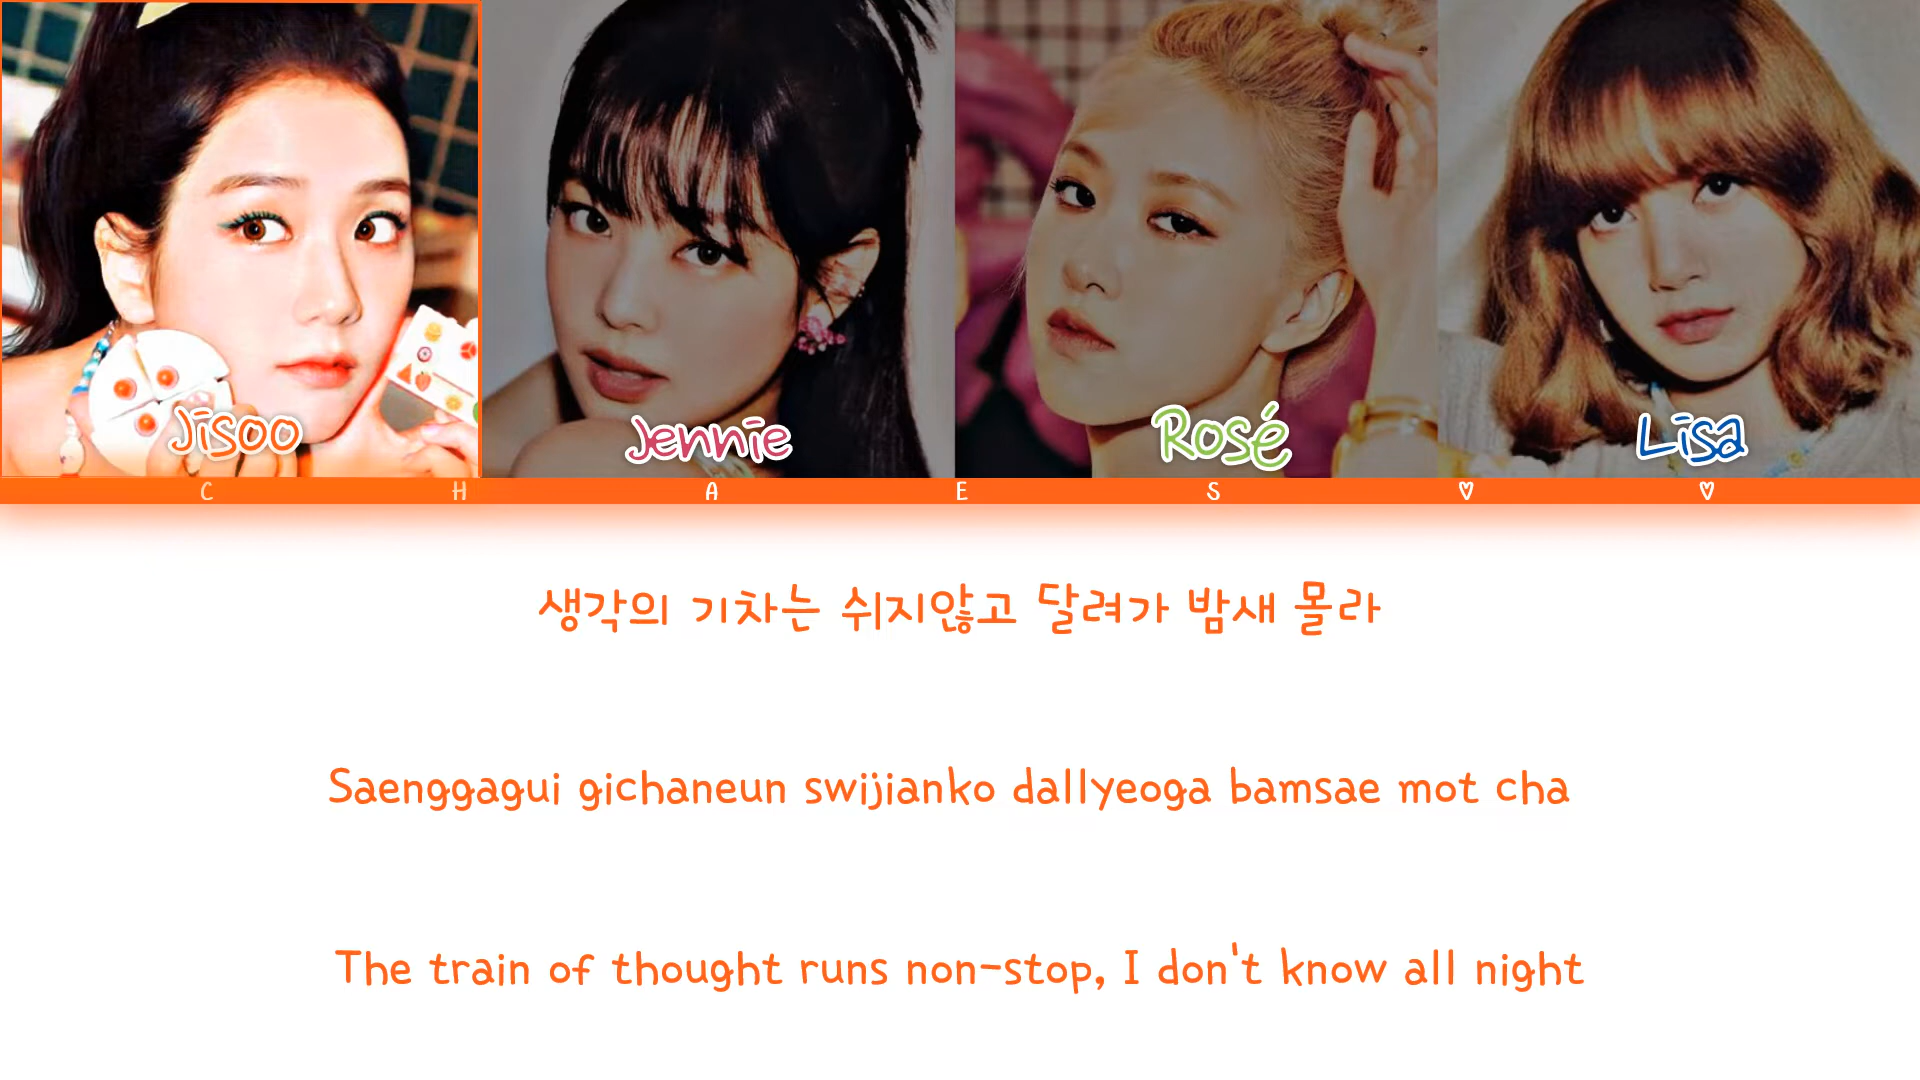 Jisoo Jennie Rosé Lisa
C H A E S ♡ ♡
생각의 기차는 쉬지않고 달려가 밤새 몰라
Saenggagui gichaneun swijianko dallyeoga bamsae mot cha
The train of thought runs non-stop, I don't know all night